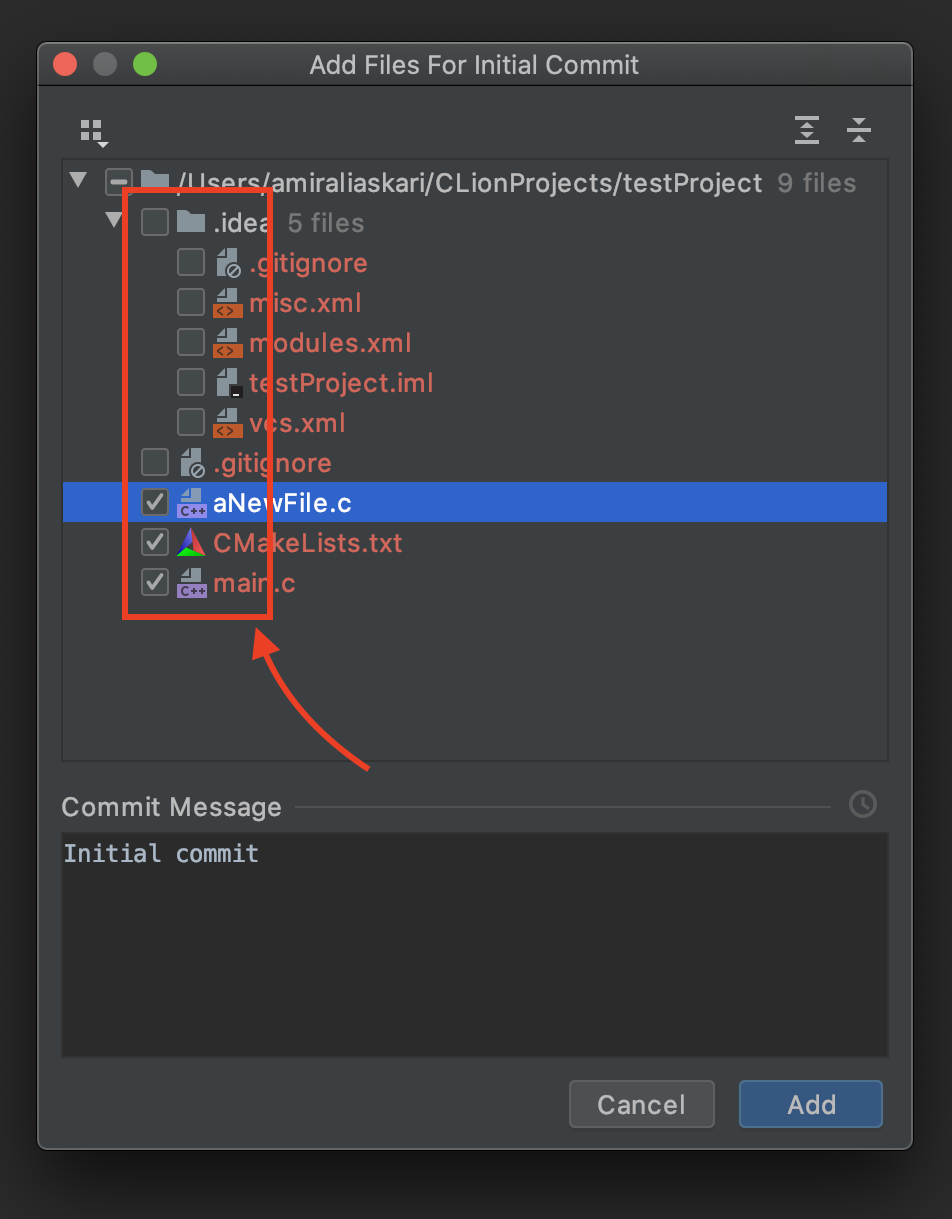 Add Files For Initial Commit
/Users/amiraliaskari/CLionProjects/testProject 9 files
.idea 5 files
.gitignore
<> misc.xml
<> modules.xml
testProject.iml
<> vcs.xml
.gitignore
C++ aNewFile.c
CMakeLists.txt
C++ main.c
Commit Message
Initial commit
Cancel Add